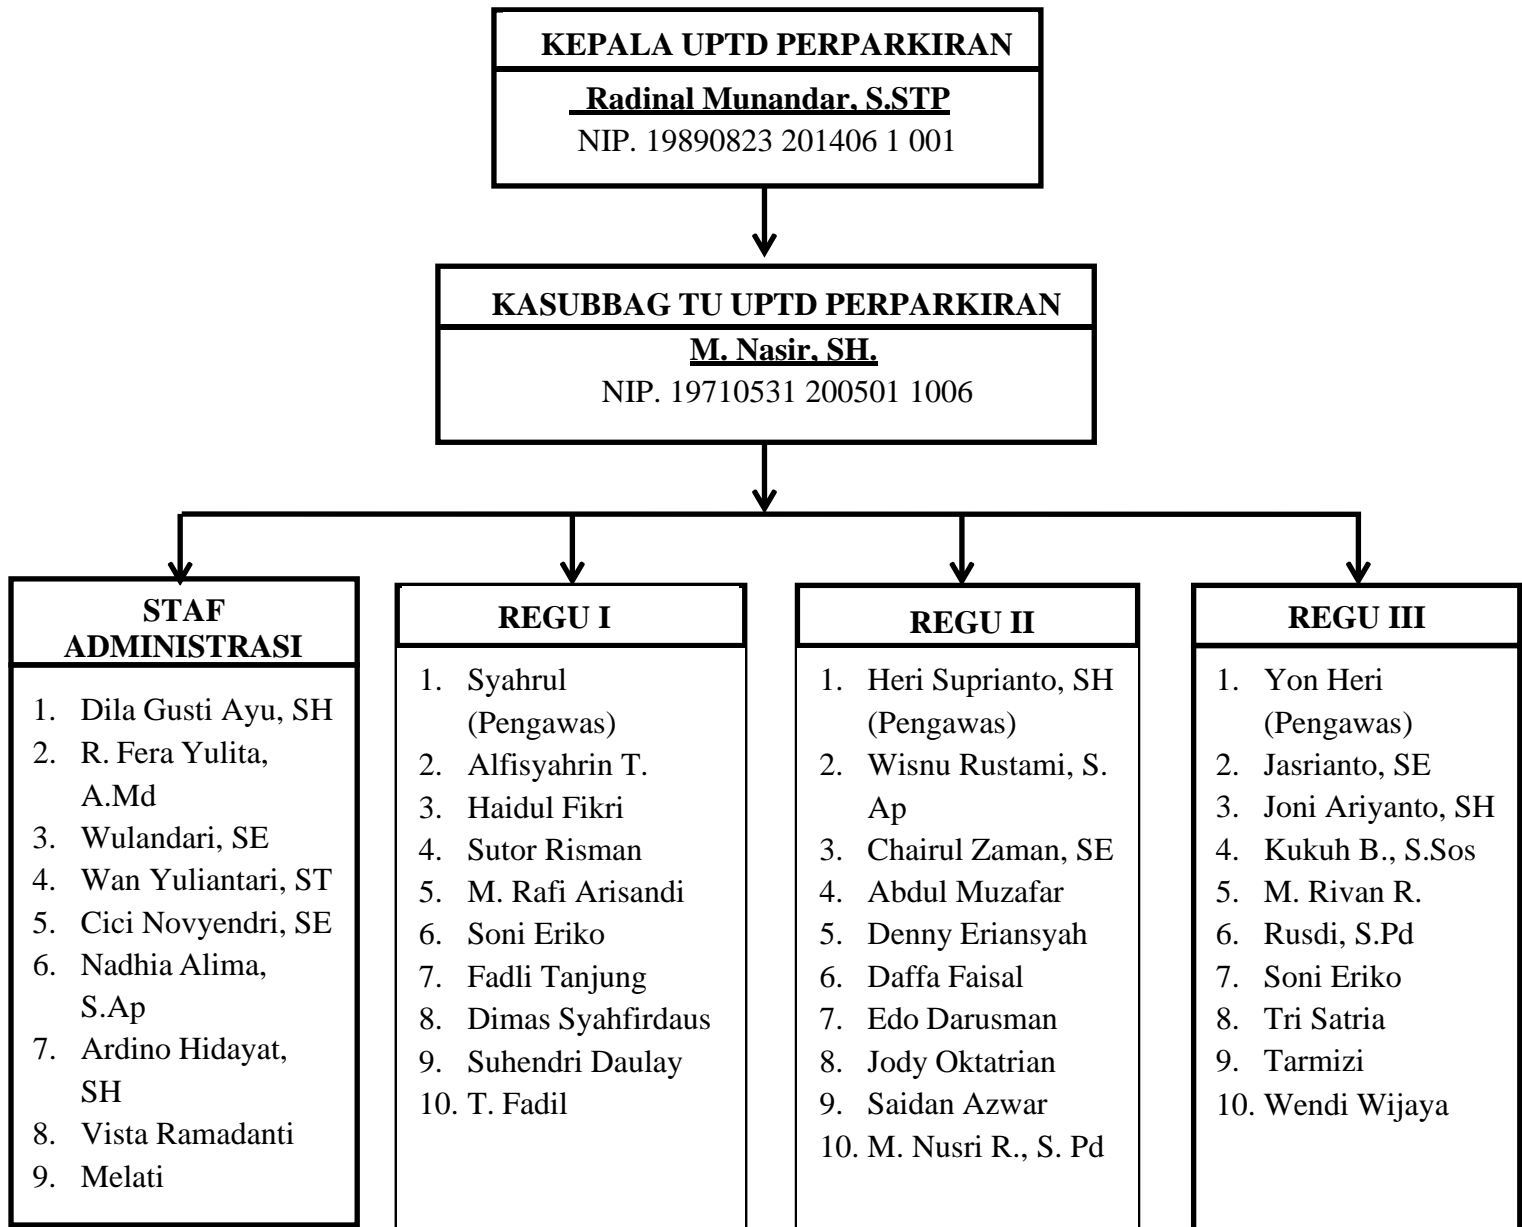 KEPALA UPTD PERPARKIRAN
Radinal Munandar, S.STP
NIP. 19890823 201406 1 001
KASUBBAG TU UPTD PERPARKIRAN
M. Nasir, SH.
NIP. 19710531 200501 1006
STAF
ADMINISTRASI
1. Dila Gusti Ayu, SH
2. R. Fera Yulita,
A.Md
3. Wulandari, SE
4. Wan Yuliantari, ST
5. Cici Novyendri, SE
6. Nadhia Alima,
S.Ap
7. Ardino Hidayat,
SH
8. Vista Ramadanti
9. Melati
REGU I
1. Syahrul
(Pengawas)
2. Alfisyahrin T.
3. Haidul Fikri
4. Sutor Risman
5. M. Rafi Arisandi
6. Soni Eriko
7. Fadli Tanjung
8. Dimas Syahfirdaus
9. Suhendri Daulay
10. T. Fadil
REGU II
1. Heri Suprianto, SH
(Pengawas)
2. Wisnu Rustami, S.
Ap
3. Chairul Zaman, SE
4. Abdul Muzafar
5. Denny Eriansyah
6. Daffa Faisal
7. Edo Darusman
8. Jody Oktatrian
9. Saidan Azwar
10. M. Nusri R., S. Pd
REGU III
1. Yon Heri
(Pengawas)
2. Jasrianto, SE
3. Joni Ariyanto, SH
4. Kukuh B., S.Sos
5. M. Rivan R.
6. Rusdi, S.Pd
7. Soni Eriko
8. Tri Satria
9. Tarmizi
10. Wendi Wijaya